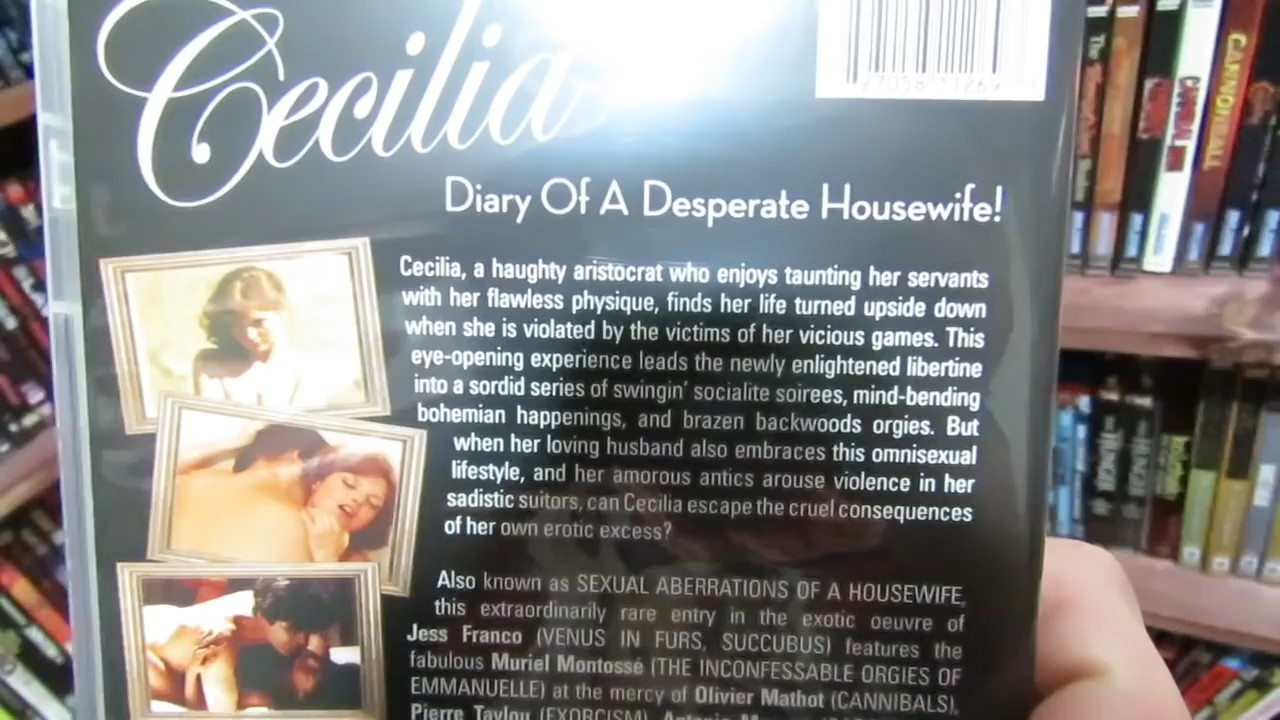 Cecilia
Diary Of A Desperate Housewife!
Cecilia, a haughty aristocrat who enjoys taunting her servants
with her flawless physique, finds her life turned upside down
when she is violated by the victims of her vicious games. This
eye-opening experience leads the newly enlightened libertine
into a sordid series of swingin' socialite soirees, mind-bending
bohemian happenings, and brazen backwoods orgies. But
when her loving husband also embraces this omnisexual
lifestyle, and her amorous antics arouse violence in her
sadistic suitors, can Cecilia escape the cruel consequences
of her own erotic excess?
Also known as SEXUAL ABERRATIONS OF A HOUSEWIFE,
this extraordinarily rare entry in the exotic oeuvre of
Jess Franco (VENUS IN FURS, SUCCUBUS) features the
fabulous Muriel Montossé (THE INCONFESSABLE ORGIES OF
EMMANUELLE) at the mercy of Olivier Mathot (CANNIBALS),
Pierre Taylou (EXORCISM),
The
CANNONBALL